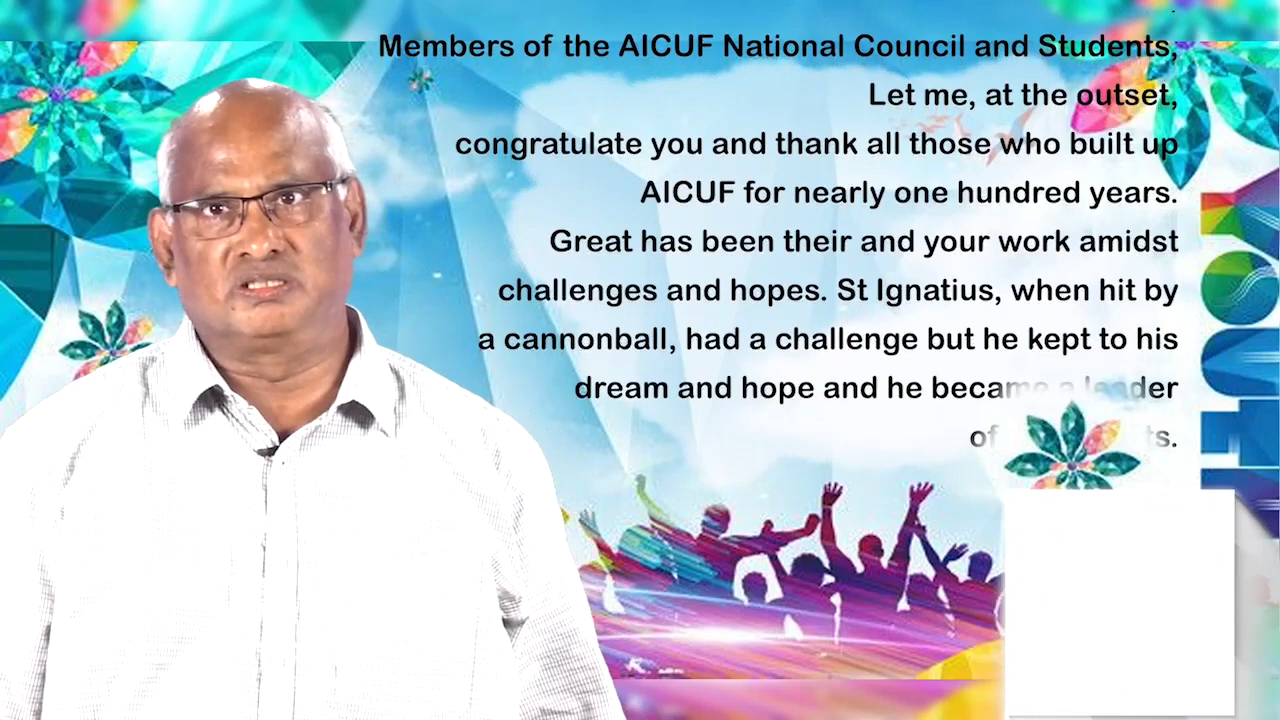 Members of the AICUF National Council and Students,
Let me, at the outset,
congratulate you and thank all those who built up
AICUF for nearly one hundred years.
Great has been their and your work amidst
challenges and hopes. St Ignatius, when hit by
a cannonball, had a challenge but he kept to his
dream and hope and he became a leader
of